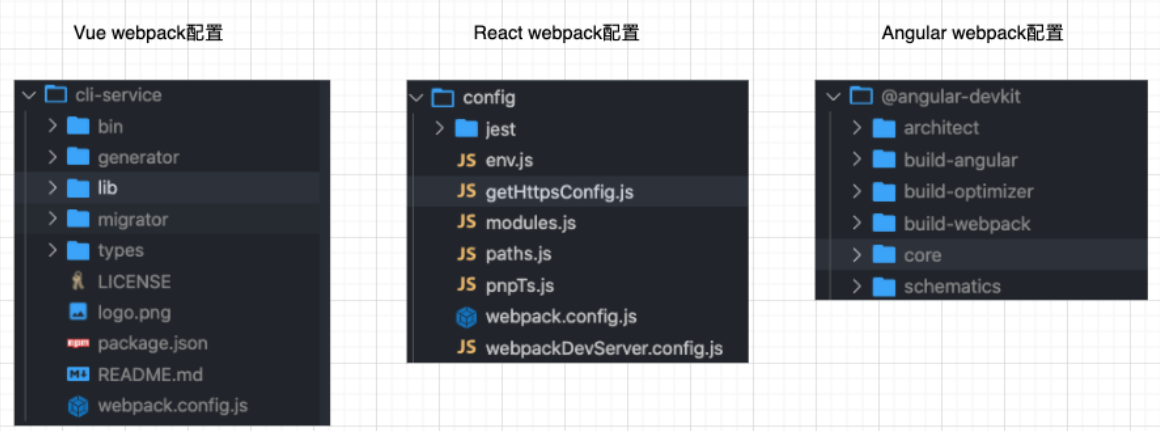 Vue webpack配置
React webpack配置
Angular webpack配置
cli-service
bin
generator
lib
migrator
types
LICENSE
logo.png
npm package.json
M↓ README.md
webpack.config.js
config
jest
JS env.js
JS getHttpsConfig.js
JS modules.js
JS paths.js
JS pnpTs.js
webpack.config.js
JS webpackDevServer.config.js
@angular-devkit
architect
build-angular
build-optimizer
build-webpack
core
schematics